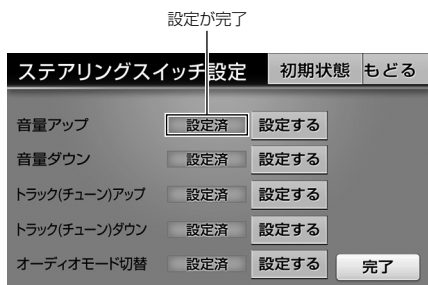 設定が完了
ステアリングスイッチ設定 初期状態 もどる
音量アップ 設定済 設定する
音量ダウン 設定済 設定する
トラック(チューン)アップ 設定済 設定する
トラック(チューン)ダウン 設定済 設定する
オーディオモード切替 設定済 設定する 完了